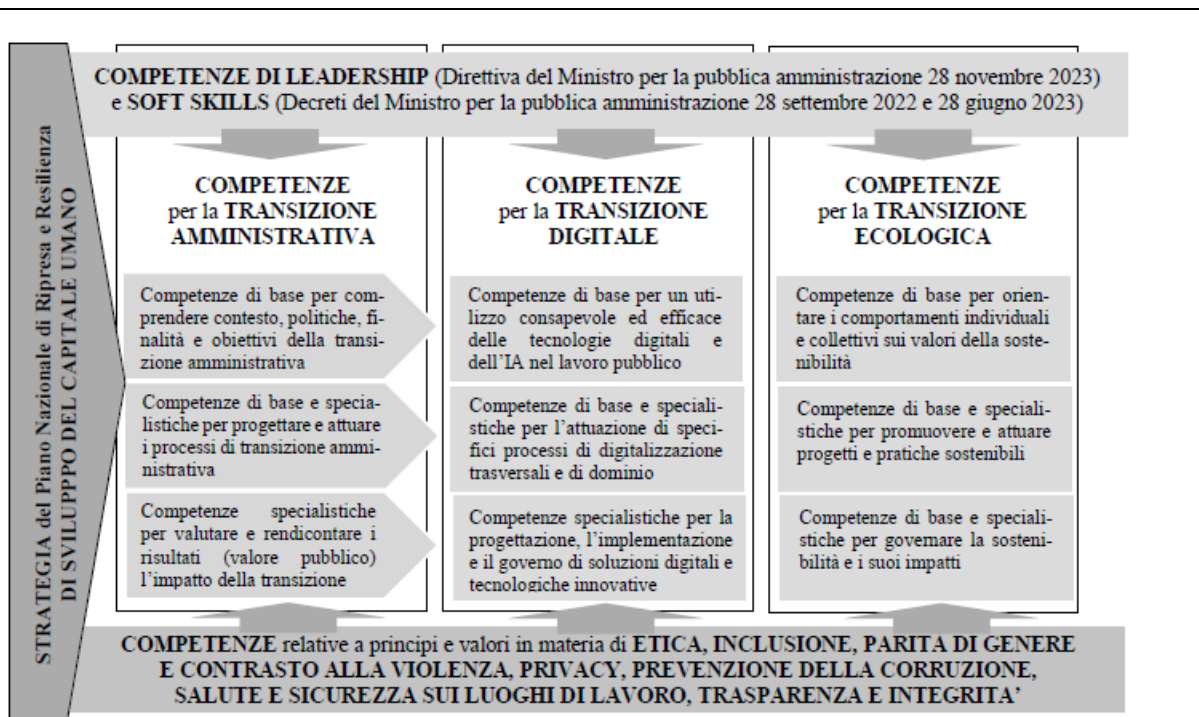 STRATEGIA del Piano Nazionale di Ripresa e Resilienza
DI SVILUPPPO DEL CAPITALE UMANO
COMPETENZE DI LEADERSHIP (Direttiva del Ministro per la pubblica amministrazione 28 novembre 2023)
e SOFT SKILLS (Decreti del Ministro per la pubblica amministrazione 28 settembre 2022 e 28 giugno 2023)
COMPETENZE
per la TRANSIZIONE
AMMINISTRATIVA
Competenze di base per com-
prendere contesto, politiche, fi-
nalità e obiettivi della transi-
zione amministrativa
Competenze di base e specia-
listiche per progettare e attuare
i processi di transizione ammi-
nistrativa
Competenze specialistiche
per valutare e rendicontare i
risultati (valore pubblico)
l'impatto della transizione
COMPETENZE
per la TRANSIZIONE
DIGITALE
Competenze di base per un uti-
lizzo consapevole ed efficace
delle tecnologie digitali e
dell'IA nel lavoro pubblico
Competenze di base e speciali-
stiche per l'attuazione di speci-
fici processi di digitalizzazione
trasversali e di dominio
Competenze specialistiche per la
progettazione, l'implementazione
e il governo di soluzioni digitali e
tecnologiche innovative
COMPETENZE
per la TRANSIZIONE
ECOLOGICA
Competenze di base per orien-
tare i comportamenti individuali
e collettivi sui valori della soste-
nibilità
Competenze di base e speciali-
stiche per promuovere e attuare
progetti e pratiche sostenibili
Competenze di base e speciali-
stiche per governare la sosteni-
bilità e i suoi impatti
COMPETENZE relative a principi e valori in materia di ETICA, INCLUSIONE, PARITA DI GENERE
E CONTRASTO ALLA VIOLENZA, PRIVACY, PREVENZIONE DELLA CORRUZIONE,
SALUTE E SICUREZZA SUI LUOGHI DI LAVORO, TRASPARENZA E INTEGRITA'